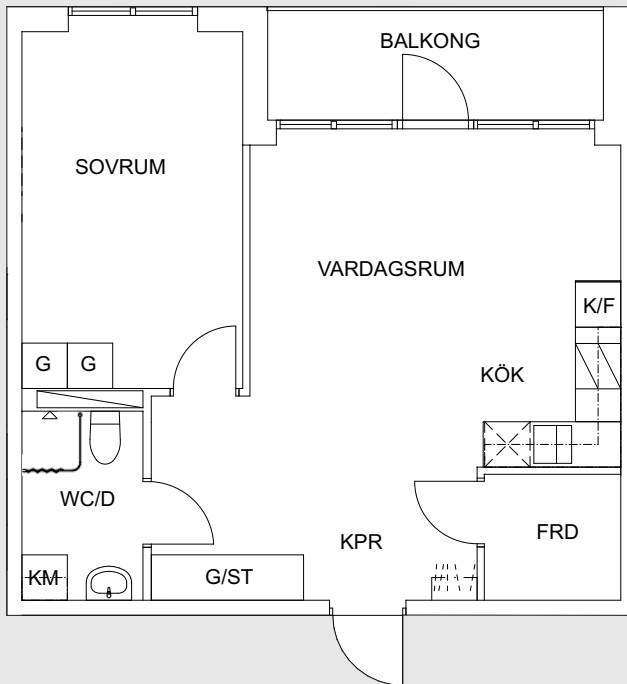 BALKONG
SOVRUM
VARDAGSRUM
K/F
G G
KÖK
WC/D
KPR
FRD
KM
G/ST